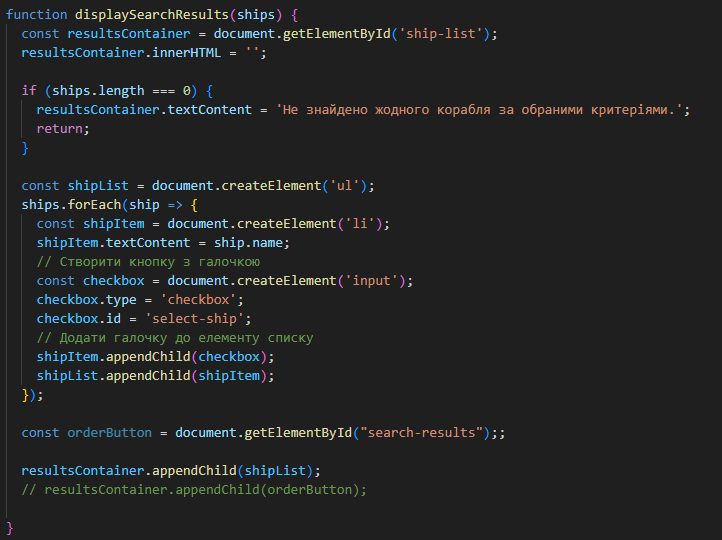 function displaySearchResults(ships) {
  const resultsContainer = document.getElementById('ship-list');
  resultsContainer.innerHTML = '';

  if (ships.length === 0) {
    resultsContainer.textContent = 'Не знайдено жодного корабля за обраними критеріями.';
    return;
  }

  const shipList = document.createElement('ul');
  ships.forEach(ship => {
    const shipItem = document.createElement('li');
    shipItem.textContent = ship.name;
    // Створити кнопку з галочкою
    const checkbox = document.createElement('input');
    checkbox.type = 'checkbox';
    checkbox.id = 'select-ship';
    // Додати галочку до елементу списку
    shipItem.appendChild(checkbox);
    shipList.appendChild(shipItem);
  });

  const orderButton = document.getElementById("search-results");;

  resultsContainer.appendChild(shipList);
  // resultsContainer.appendChild(orderButton);

}